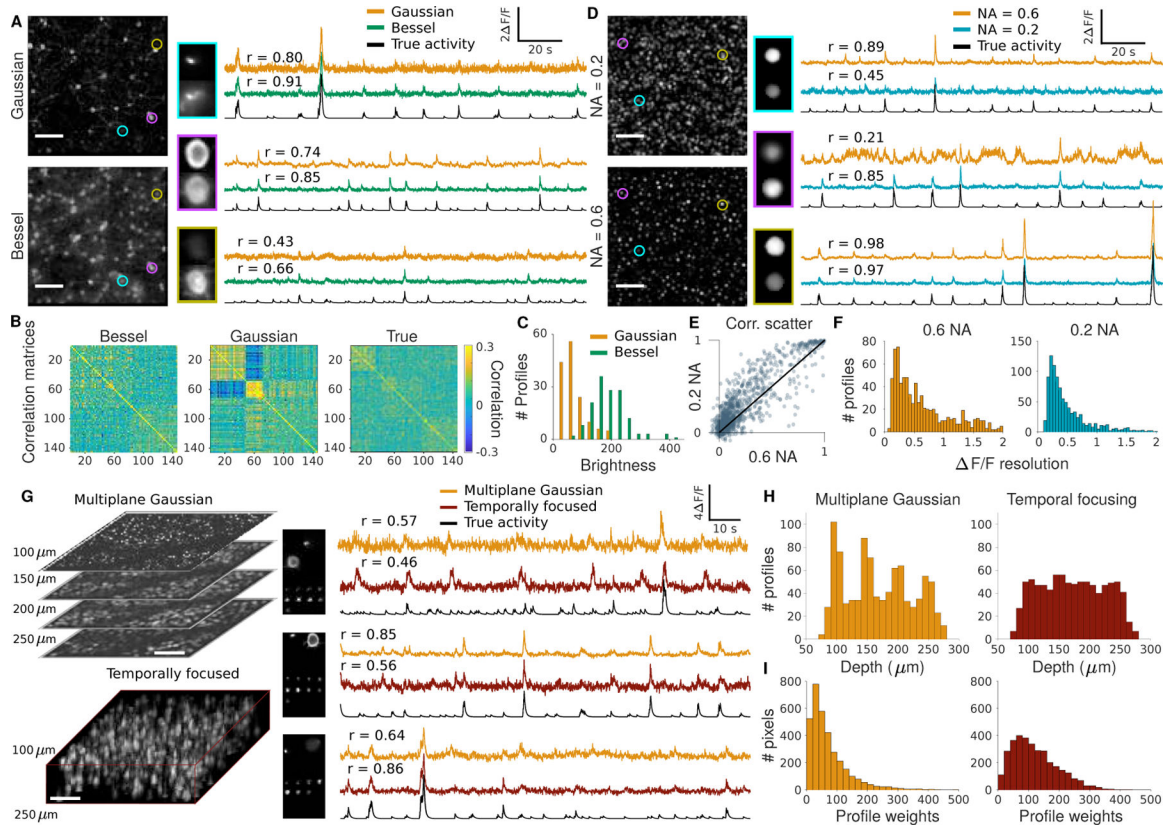 A
Gaussian
Bessel
Gaussian
Bessel
True activity
2ΔF/F
20 s
r = 0.80
r = 0.91
r = 0.74
r = 0.85
r = 0.43
r = 0.66
D
NA = 0.2
NA = 0.6
NA = 0.6
NA = 0.2
True activity
2ΔF/F
20 s
r = 0.89
r = 0.45
r = 0.21
r = 0.85
r = 0.98
r = 0.97
B
Correlation matrices
Bessel
Gaussian
True
20
60
100
140
20
60
100
140
20
60
100
140
20 60 100 140
20 60 100 140
20 60 100 140
0.3
0
-0.3
Correlation
C
Gaussian
Bessel
# Profiles
60
30
0
0 200 400
Brightness
E
Corr. scatter
0.2 NA
1
0
0 1
0.6 NA
F
0.6 NA
0.2 NA
# profiles
80
60
40
20
0
0 0.5 1 1.5 2
150
100
50
0
0 0.5 1 1.5 2
ΔF/F resolution
G
Multiplane Gaussian
100 μm
150μm
200 μm
250 μm
Temporally focused
100 μm
250 μm
Multiplane Gaussian
Temporally focused
True activity
4ΔF/F
10 s
r = 0.57
r = 0.46
r = 0.85
r = 0.56
r = 0.64
r = 0.86
H
Multiplane Gaussian
Temporal focusing
# profiles
100
80
60
40
20
0
50 100 150 200 250 300
Depth (μm)
100
80
60
40
20
0
50 100 150 200 250 300
Depth (μm)
I
# pixels
800
600
400
200
0
0 100 200 300 400 500
Profile weights
800
600
400
200
0
0 100 200 300 400 500
Profile weights